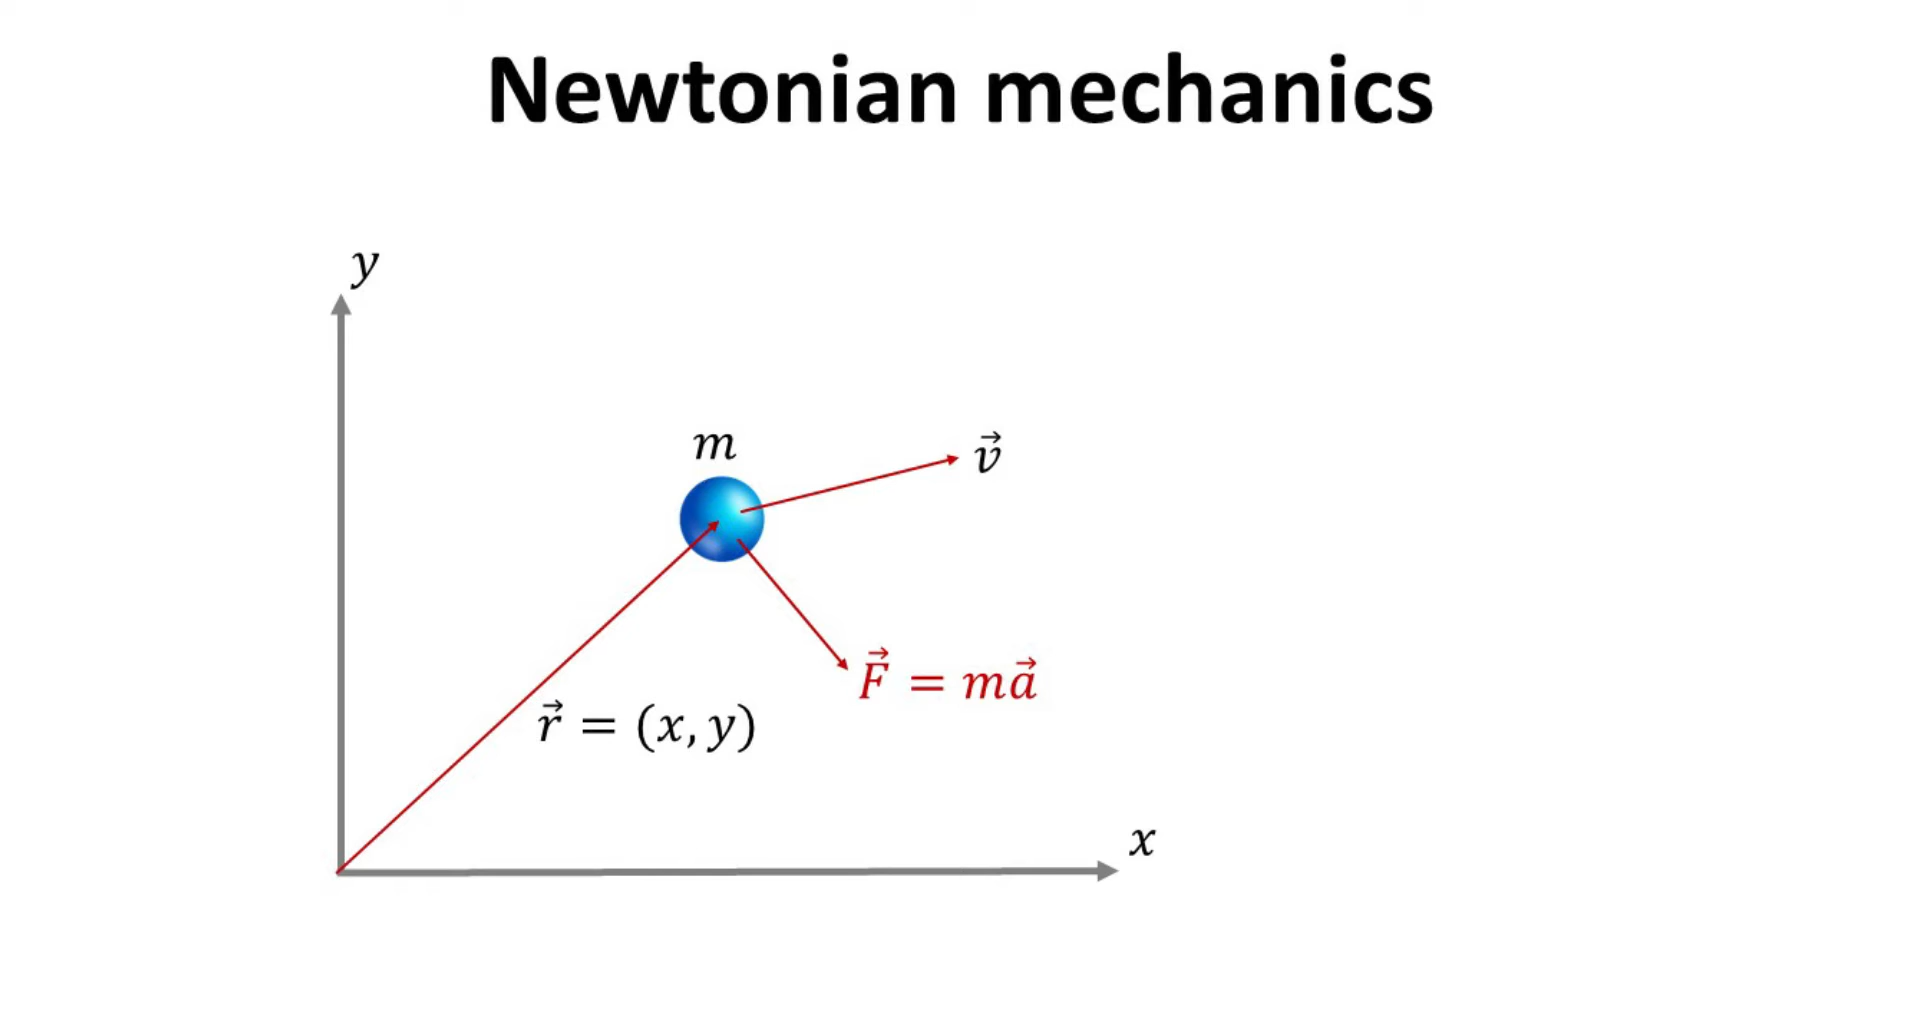 Newtonian mechanics
y
m
v⃗
F⃗ = ma⃗
r⃗ = (x, y)
x